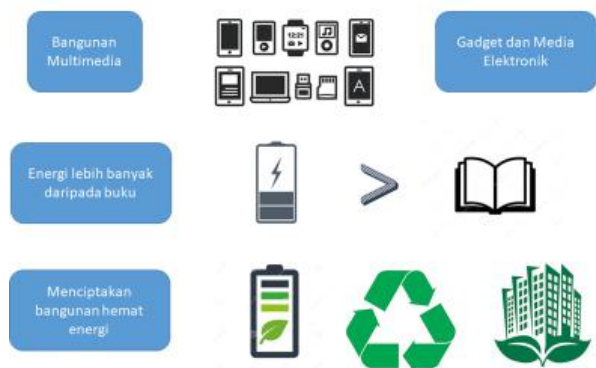 Bangunan
Multimedia
12:21
A
Gadget dan Media
Elektronik
Energi lebih banyak
daripada buku
>
Menciptakan
bangunan hemat
energi